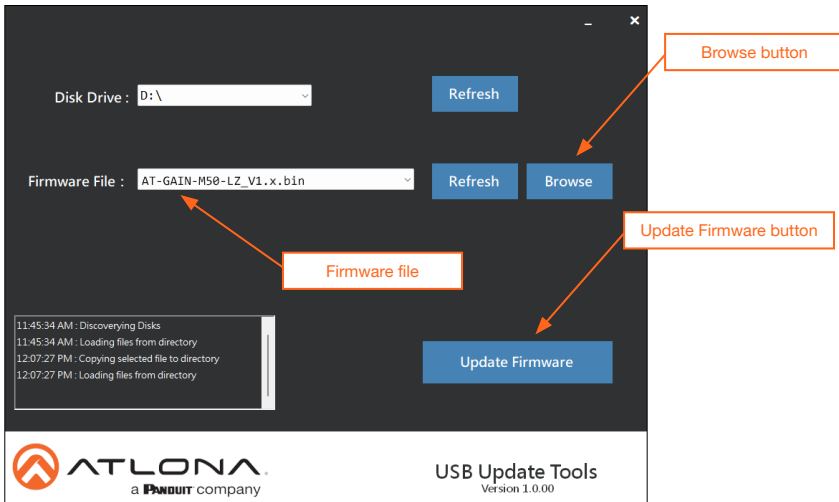 Browse button
Disk Drive : D:\ Refresh
Firmware File : AT-GAIN-M50-LZ_V1.x.bin Refresh Browse
Update Firmware button
Firmware file
11:45:34 AM : Discoverying Disks
11:45:34 AM : Loading files from directory
12:07:27 PM : Copying selected file to directory
12:07:27 PM : Loading files from directory
Update Firmware
ATLONA.
a PANDUIT company
USB Update Tools
Version 1.0.00